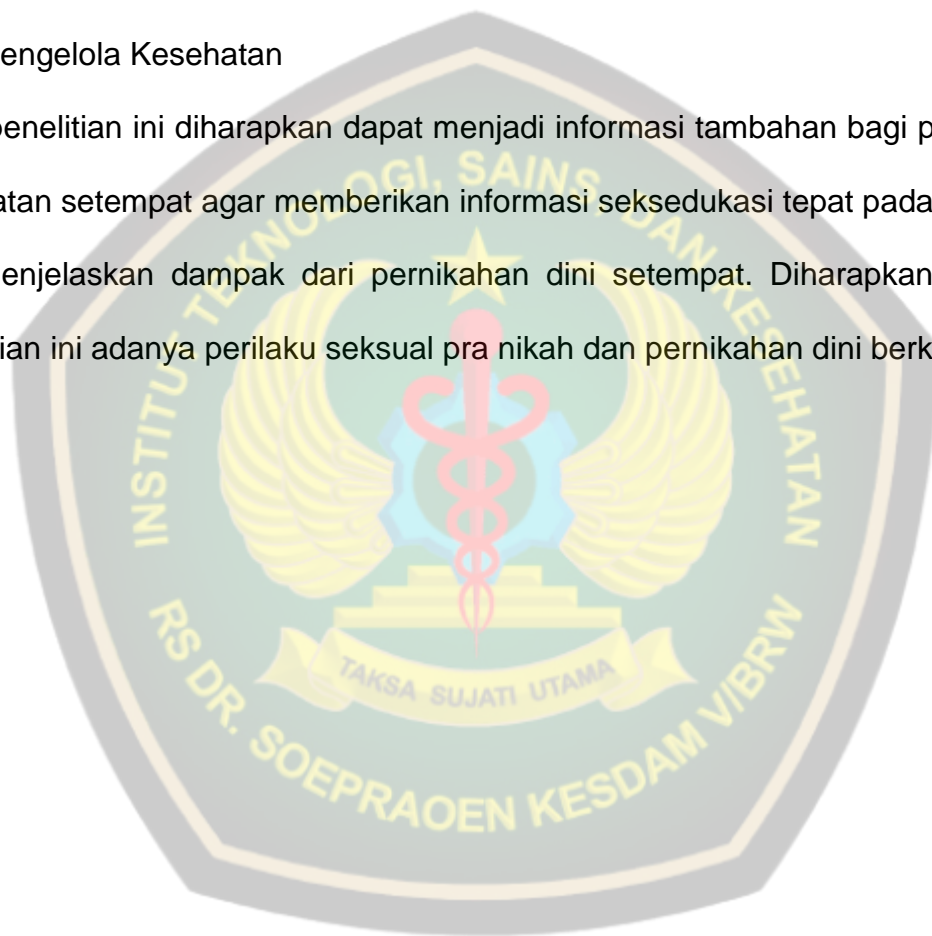 engelola Kesehatan
penelitian ini diharapkan dapat menjadi informasi tambahan bagi p
atan setempat agar memberikan informasi seksedukasi tepat pada
enjelaskan dampak dari pernikahan dini setempat. Diharapkan
ian ini adanya perilaku seksual pra nikah dan pernikahan dini berk
INSTITUT TEKNOLOGI, SAINS, DAN KESEHATAN
TAKSA SUJATI UTAMA
RS DR. SOEPRAOEN KESDAM V/BRW